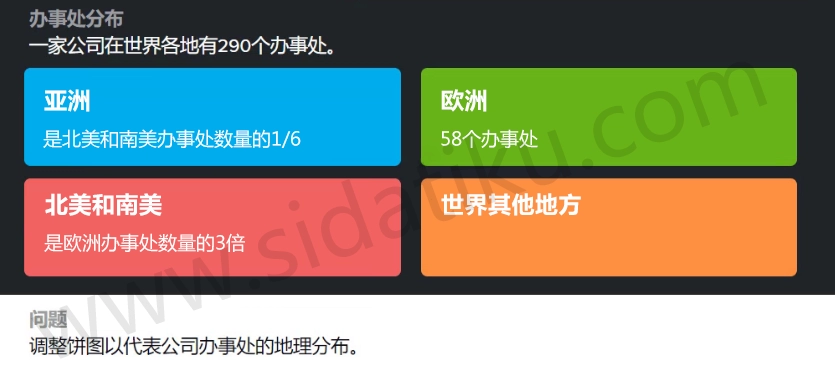 办事处分布
一家公司在世界各地有290个办事处。
亚洲
是北美和南美办事处数量的1/6
欧洲
58个办事处
北美和南美
是欧洲办事处数量的3倍
世界其他地方
www.sidatiku.com
问题
调整饼图以代表公司办事处的地理分布。